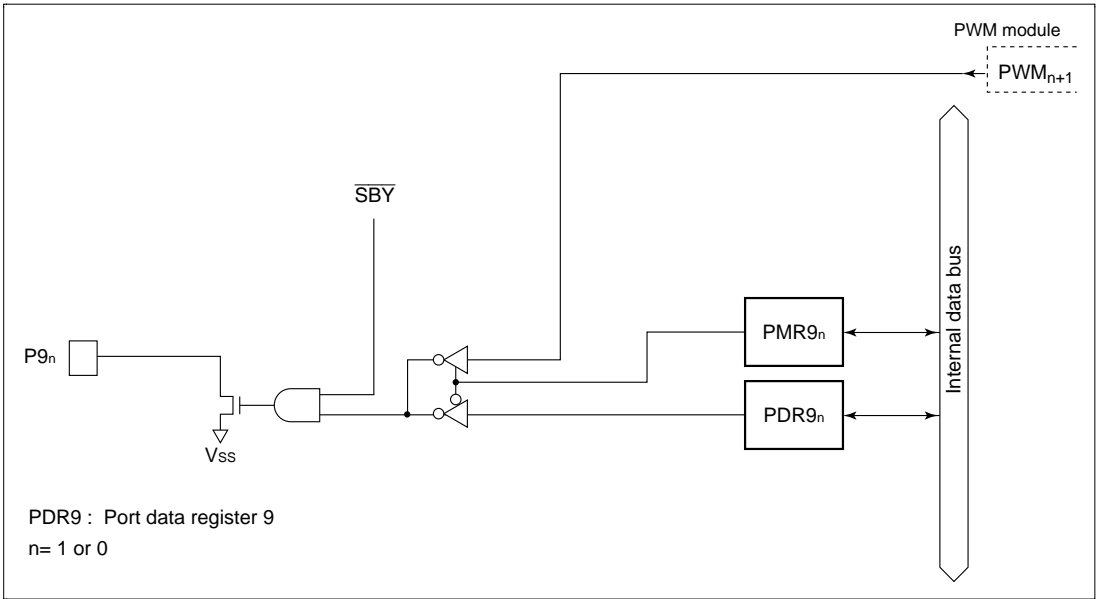 PWM module
PWMn+1
SBY
Internal data bus
PMR9n
P9n
PDR9n
VSS
PDR9 : Port data register 9
n= 1 or 0